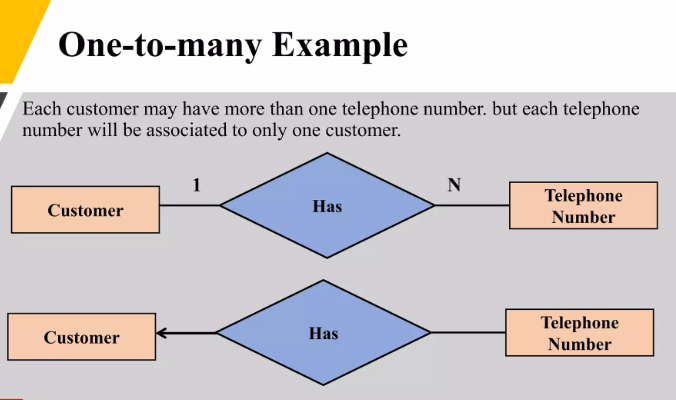 One-to-many Example
Each customer may have more than one telephone number. but each telephone
number will be associated to only one customer.
1
N
Customer
Has
Telephone
Number
Customer
Has
Telephone
Number